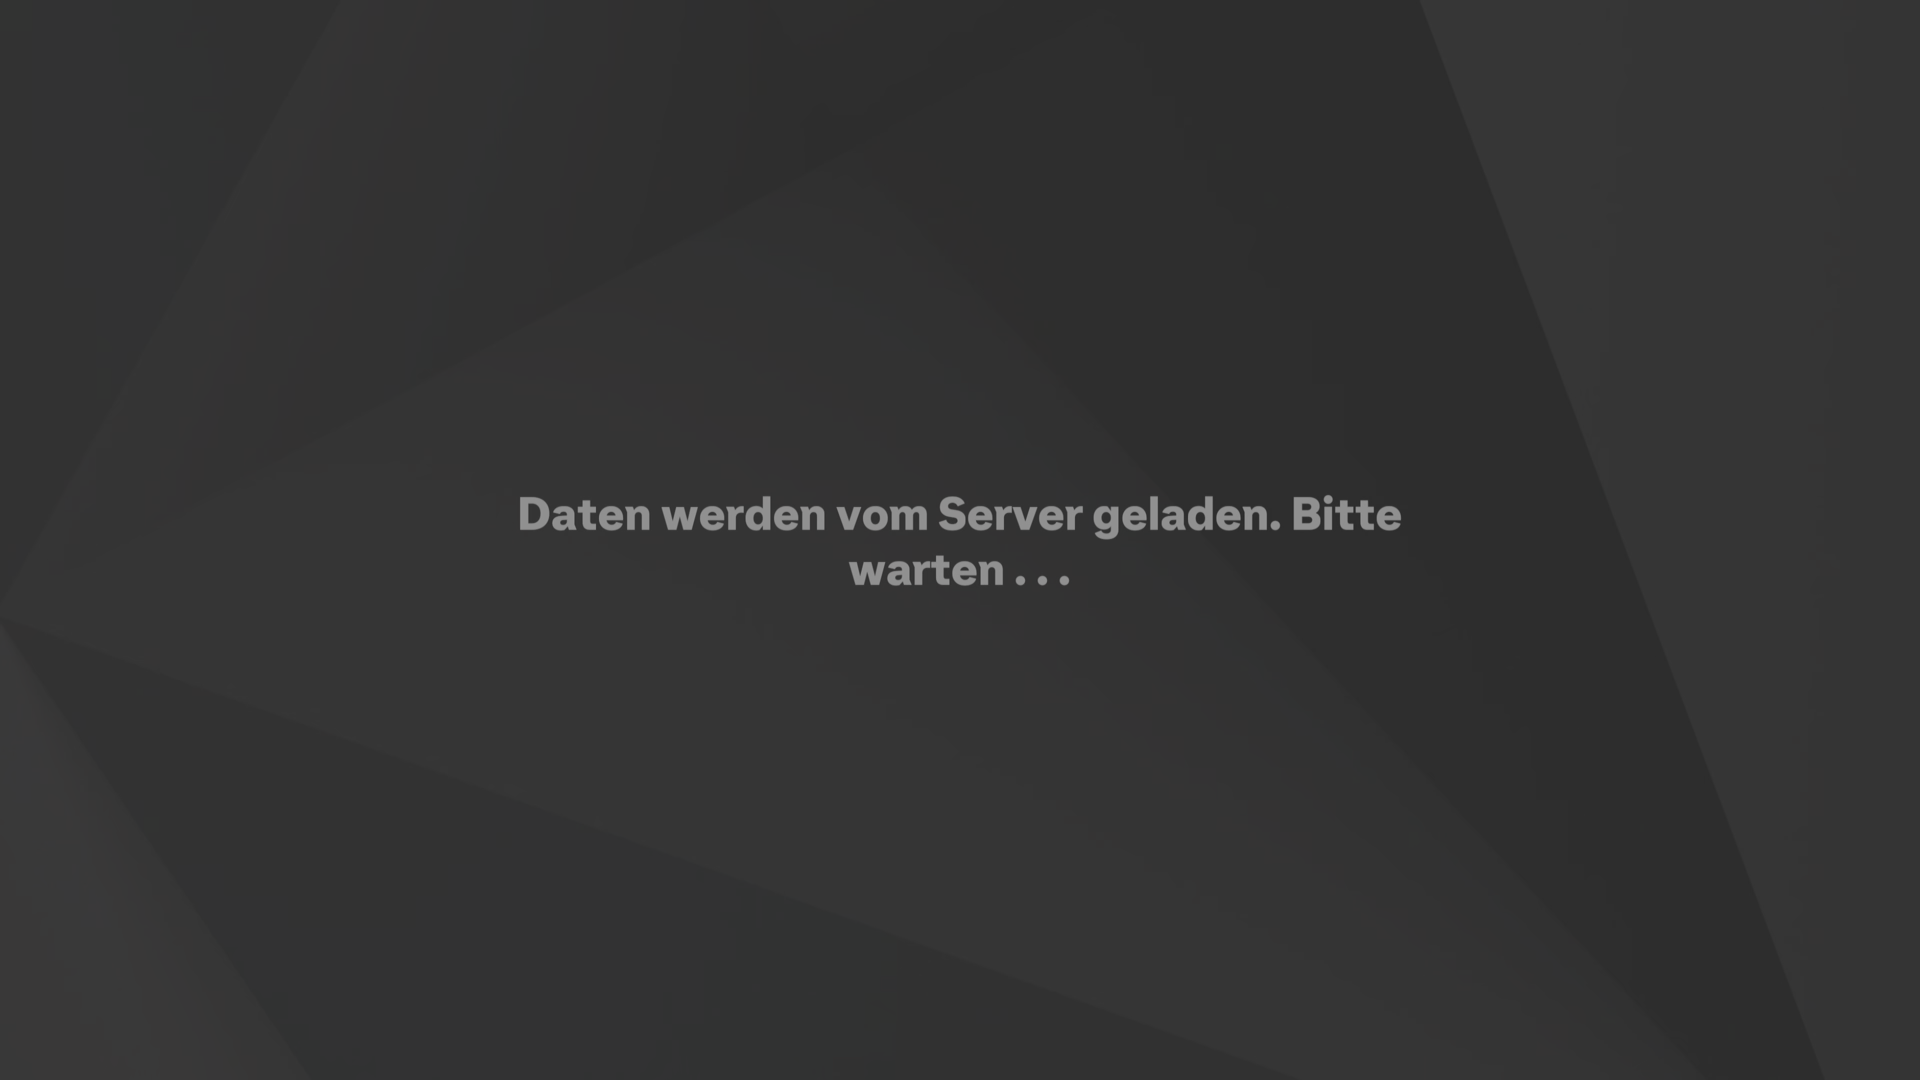 Daten werden vom Server geladen. Bitte
warten . . .